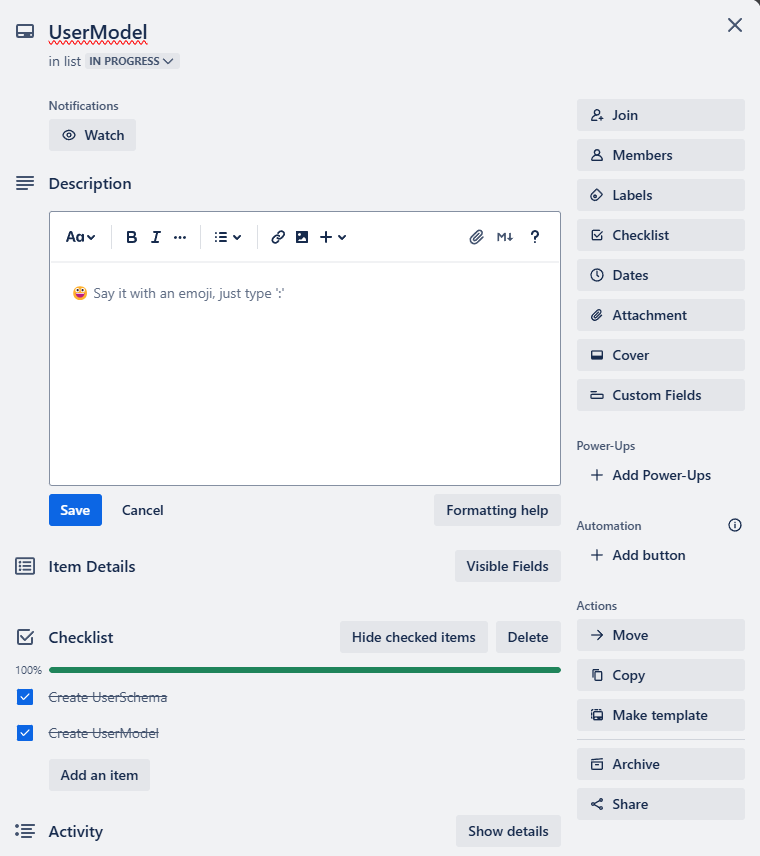 UserModel
in list IN PROGRESS
Notifications
Watch
Description
Aa B I ... M↓ ?
Say it with an emoji, just type ':'
Save Cancel Formatting help
Item Details Visible Fields
Checklist Hide checked items Delete
100%
Create UserSchema
Create UserModel
Add an item
Activity Show details
Join
Members
Labels
Checklist
Dates
Attachment
Cover
Custom Fields
Power-Ups
+ Add Power-Ups
Automation
+ Add button
Actions
Move
Copy
Make template
Archive
Share